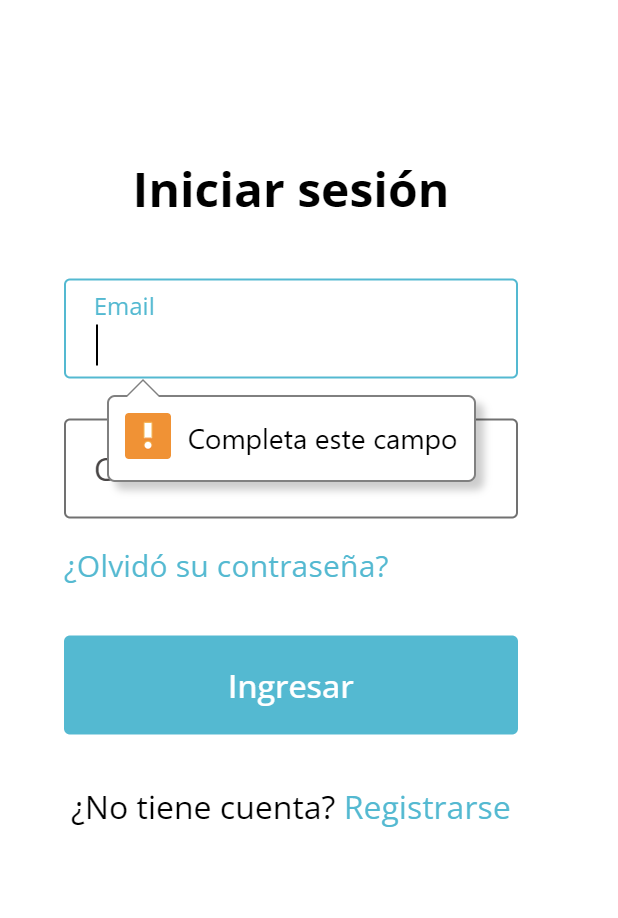 Iniciar sesión
Email
Completa este campo
¿Olvidó su contraseña?
Ingresar
¿No tiene cuenta? Registrarse